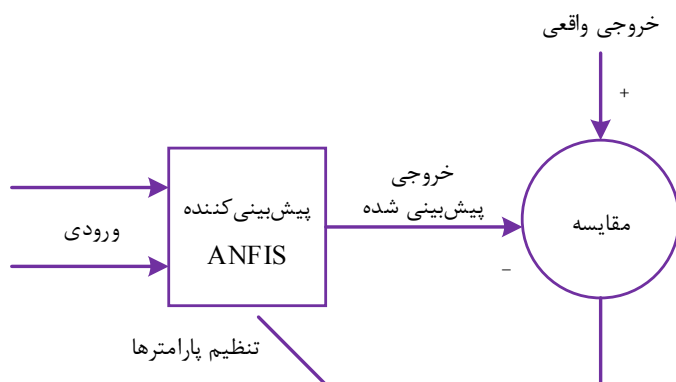 خروجی واقعی
+
خروجی
پیش‌بینی شده
پیش‌بینی‌کننده
ANFIS
ورودی
مقایسه
−
تنظیم پارامترها